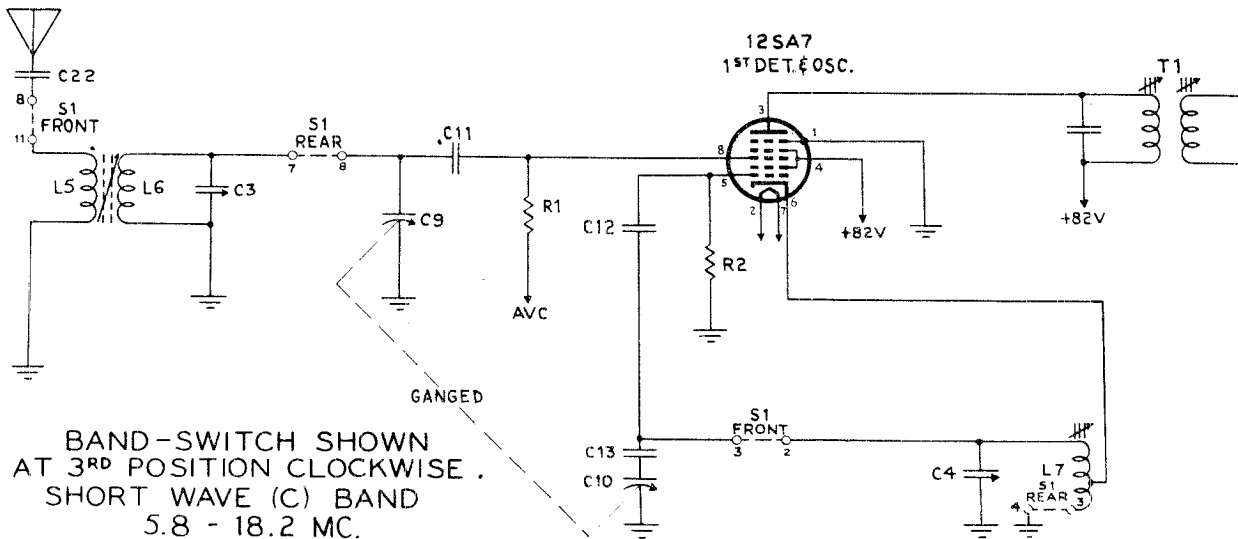 12SA7
1ST DET. & OSC.
T1
C22
8
S1
FRONT
11
L5
L6
C3
S1
REAR
7
8
C9
C11
R1
AVC
3
1
8
4
5
2
7
6
C12
R2
+82V
+82V
GANGED
BAND-SWITCH SHOWN
AT 3RD POSITION CLOCKWISE.
SHORT WAVE (C) BAND
5.8 - 18.2 MC.
C13
C10
S1
FRONT
3
2
C4
L7
S1
REAR
4
3